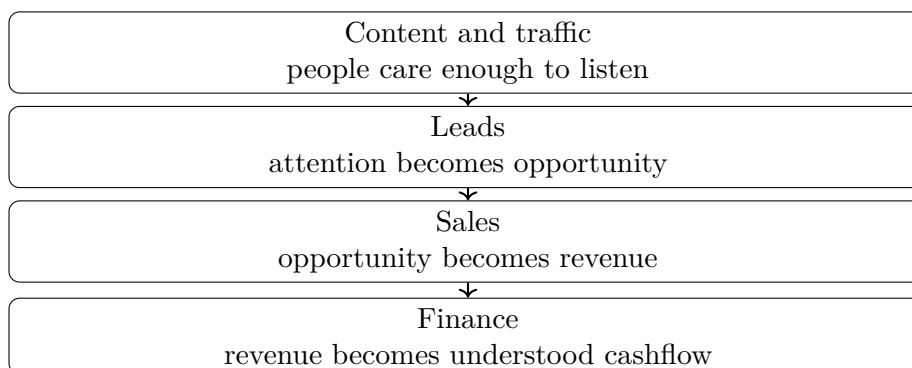 Content and traffic
people care enough to listen
Leads
attention becomes opportunity
Sales
opportunity becomes revenue
Finance
revenue becomes understood cashflow